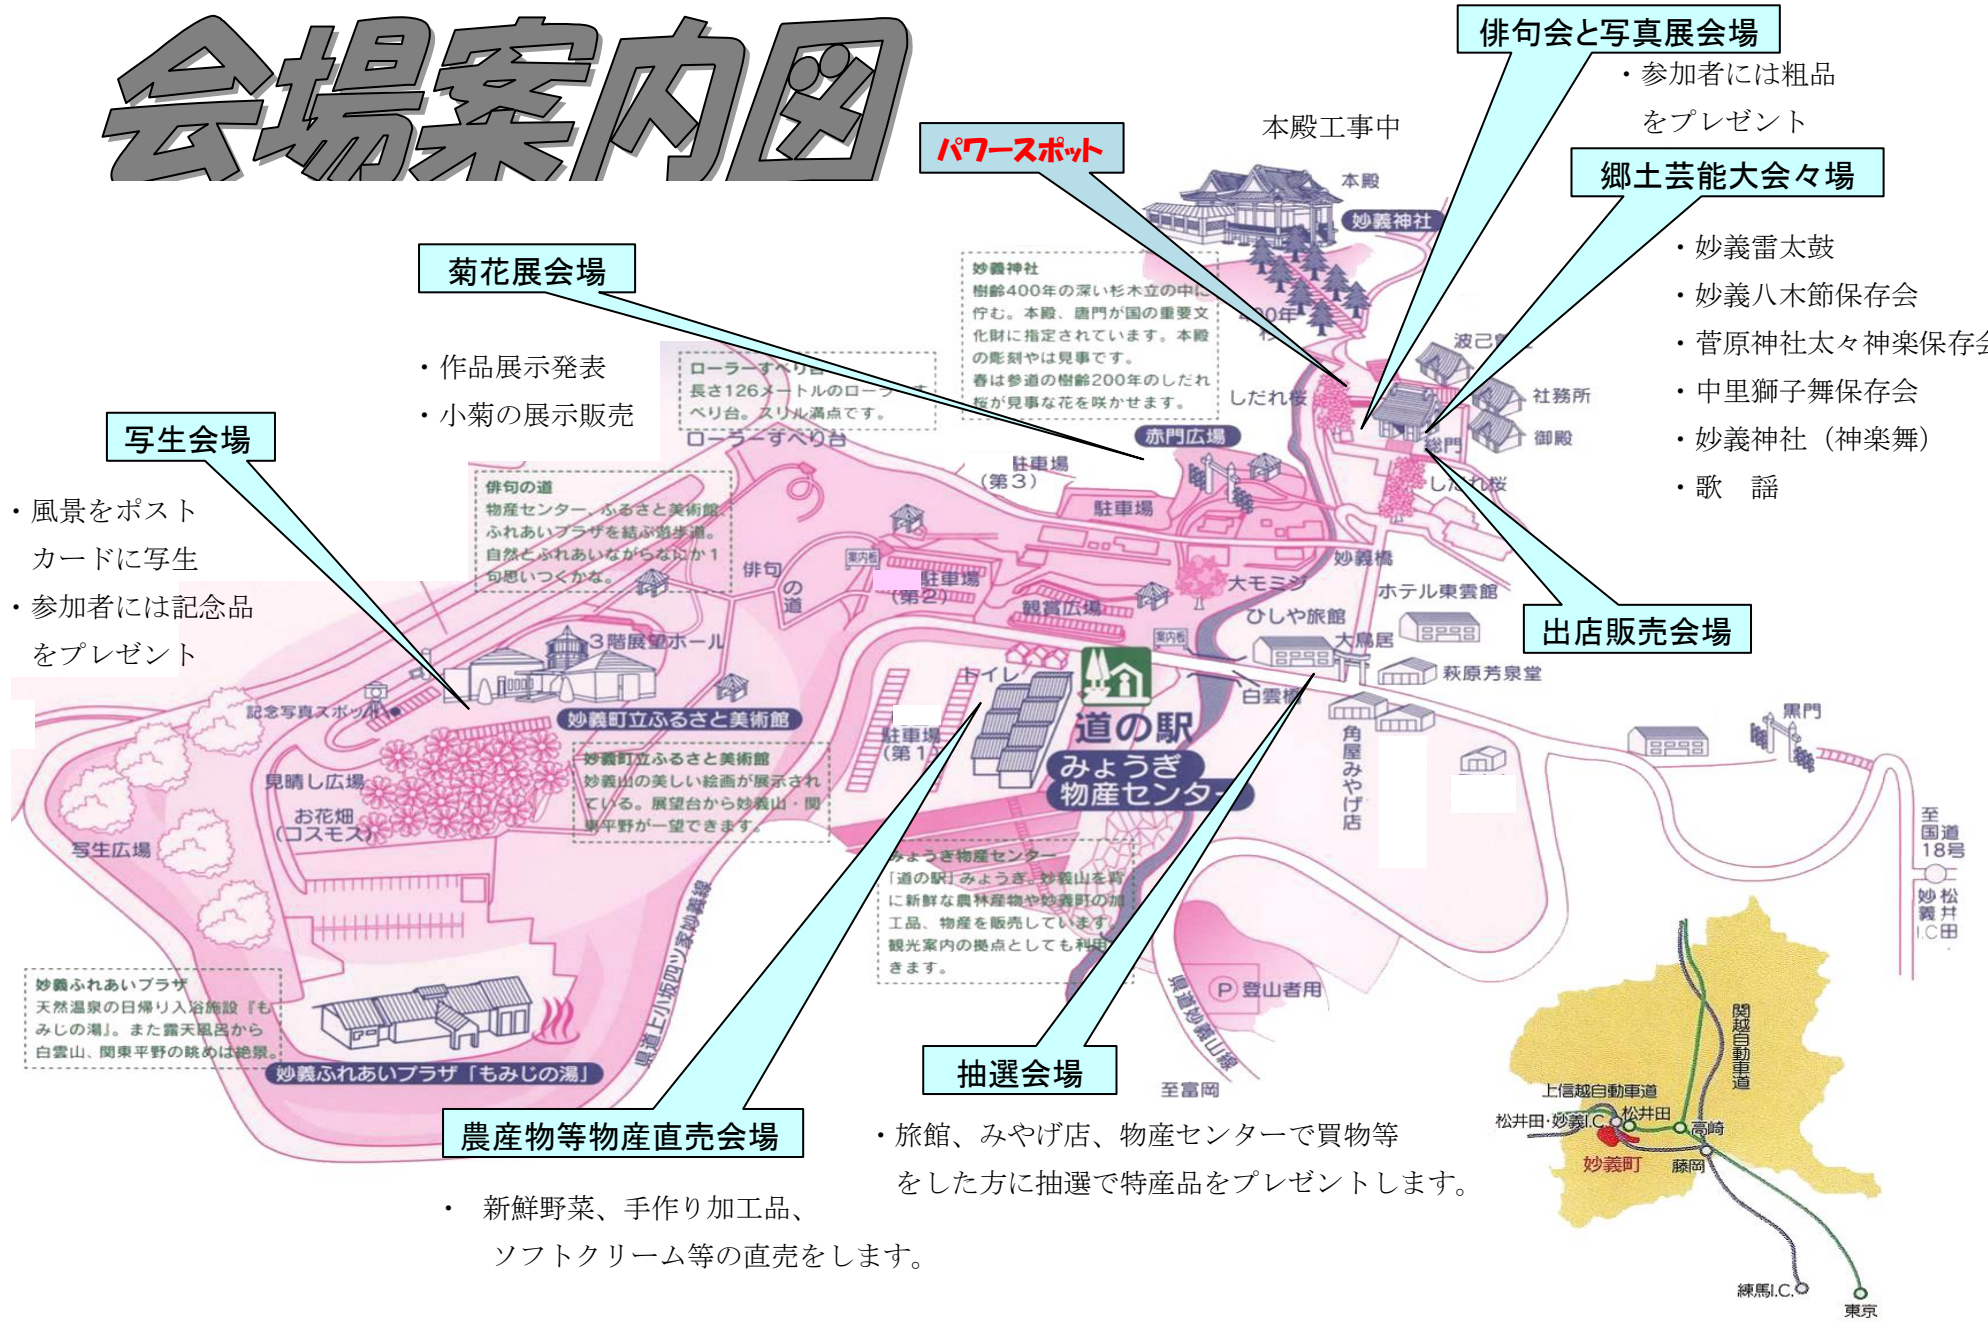 会場案内図
俳句会と写真展会場
・参加者には粗品
をプレゼント
本殿工事中
パワースポット
郷土芸能大会々場
・妙義雷太鼓
・妙義八木節保存会
・菅原神社太々神楽保存会
・中里獅子舞保存会
・妙義神社（神楽舞）
・歌　謡
本殿
妙義神社
妙義神社
樹齢400年の深い杉木立の中に
佇む。本殿、唐門が国の重要文
化財に指定されています。本殿
の彫刻やは見事です。
春は参道の樹齢200年のしだれ
桜が見事な花を咲かせます。
400年
しだれ桜
社務所
御殿
総門
しだれ桜
菊花展会場
・作品展示発表
・小菊の展示販売
ローラーすべり台
長さ126メートルのローラーす
べり台。スリル満点です。
ローラーすべり台
赤門広場
駐車場
(第3)
駐車場
写生会場
・風景をポスト
カードに写生
・参加者には記念品
をプレゼント
俳句の道
物産センター、ふるさと美術館、
ふれあいプラザを結ぶ遊歩道。
自然とふれあいながらなにか1
句思いつくかな。
俳句
の道
案内板
駐車場
(第2)
観賞広場
大モミジ
妙義橋
ホテル東雲館
ひしや旅館
大鳥居
案内板
出店販売会場
萩原芳泉堂
白雲橋
角屋みやげ店
黒門
3階展望ホール
記念写真スポット
妙義町立ふるさと美術館
妙義町立ふるさと美術館
妙義山の美しい絵画が展示され
ている。展望台から妙義山・関
東平野が一望できます。
トイレ
駐車場
(第1)
道の駅
みょうぎ
物産センター
見晴し広場
お花畑
(コスモス)
写生広場
みょうぎ物産センター
「道の駅」みょうぎ。妙義山を背
に新鮮な農林産物や妙義町の加
工品、物産を販売しています。
観光案内の拠点としても利用
きます。
至国道18号
松井田妙義I.C
県道上小坂四ツ家妙義線
P 登山者用
県道妙義山線
至富岡
妙義ふれあいプラザ
天然温泉の日帰り入浴施設『も
みじの湯』。また露天風呂から
白雲山、関東平野の眺めは絶景。
妙義ふれあいプラザ「もみじの湯」
農産物等物産直売会場
・　新鮮野菜、手作り加工品、
ソフトクリーム等の直売をします。
抽選会場
・旅館、みやげ店、物産センターで買物等
をした方に抽選で特産品をプレゼントします。
関越自動車道
上信越自動車道
松井田・妙義I.C.
松井田
高崎
妙義町
藤岡
練馬I.C.
東京